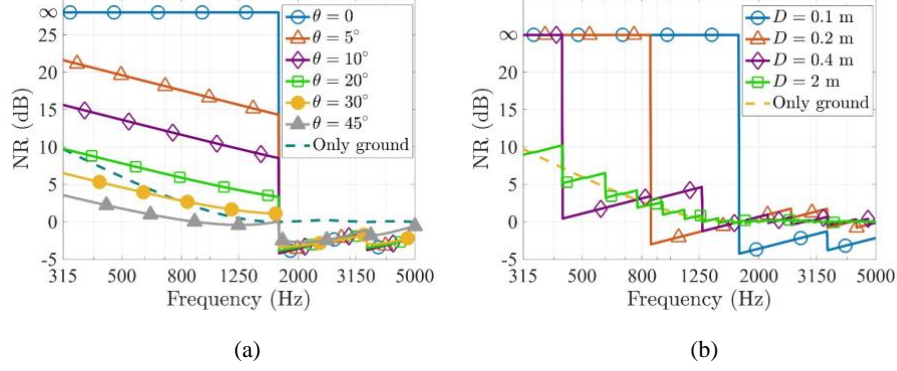 ∞
25
20
15
10
5
0
-5
NR (dB)
315 500 800 1250 2000 3150 5000
Frequency (Hz)
θ = 0
θ = 5°
θ = 10°
θ = 20°
θ = 30°
θ = 45°
Only ground
(a)
∞
20
15
10
5
0
-5
NR (dB)
315 500 800 1250 2000 3150 5000
Frequency (Hz)
D = 0.1 m
D = 0.2 m
D = 0.4 m
D = 2 m
Only ground
(b)